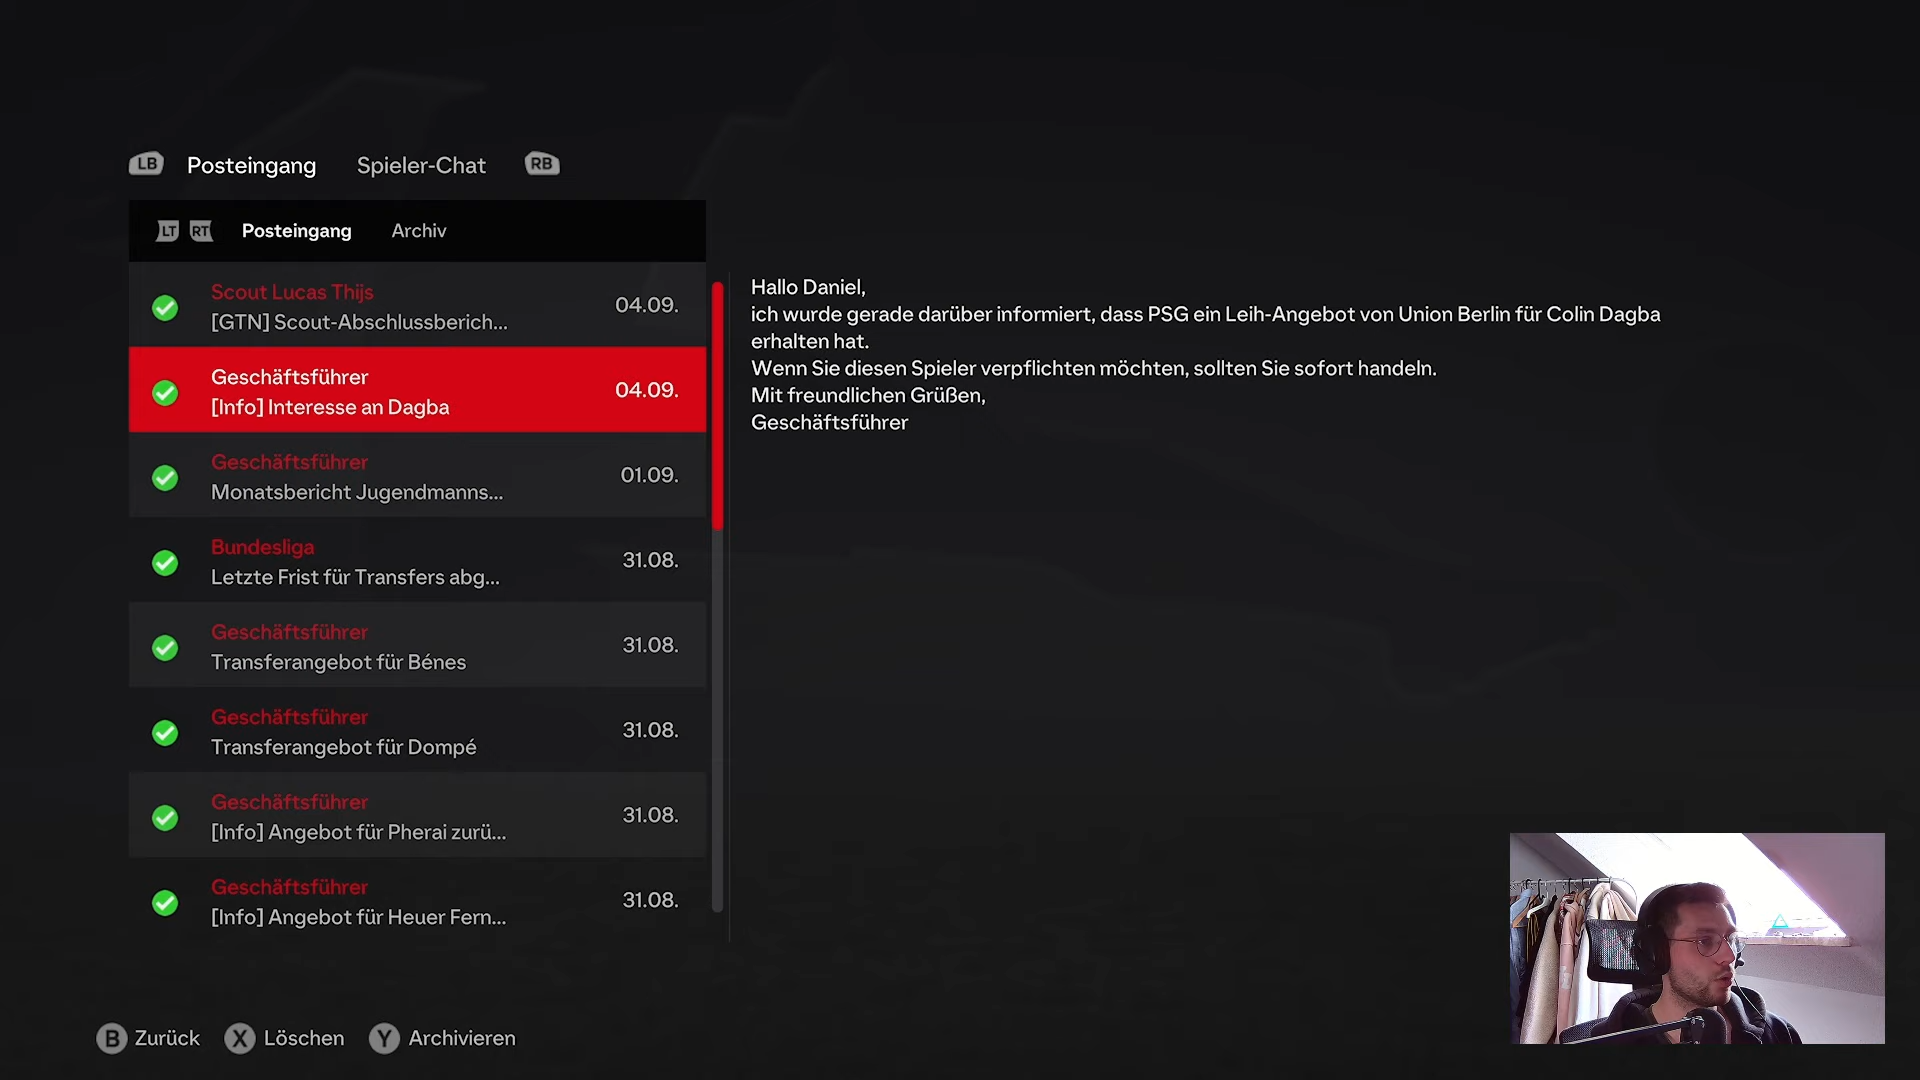 LB Posteingang Spieler-Chat RB
LT RT Posteingang Archiv
Scout Lucas Thijs
[GTN] Scout-Abschlussberich...
04.09.
Geschäftsführer
[Info] Interesse an Dagba
04.09.
Geschäftsführer
Monatsbericht Jugendmanns...
01.09.
Bundesliga
Letzte Frist für Transfers abg...
31.08.
Geschäftsführer
Transferangebot für Bénes
31.08.
Geschäftsführer
Transferangebot für Dompé
31.08.
Geschäftsführer
[Info] Angebot für Pherai zurü...
31.08.
Geschäftsführer
[Info] Angebot für Heuer Fern...
31.08.
Hallo Daniel,
ich wurde gerade darüber informiert, dass PSG ein Leih-Angebot von Union Berlin für Colin Dagba
erhalten hat.
Wenn Sie diesen Spieler verpflichten möchten, sollten Sie sofort handeln.
Mit freundlichen Grüßen,
Geschäftsführer
B Zurück X Löschen Y Archivieren